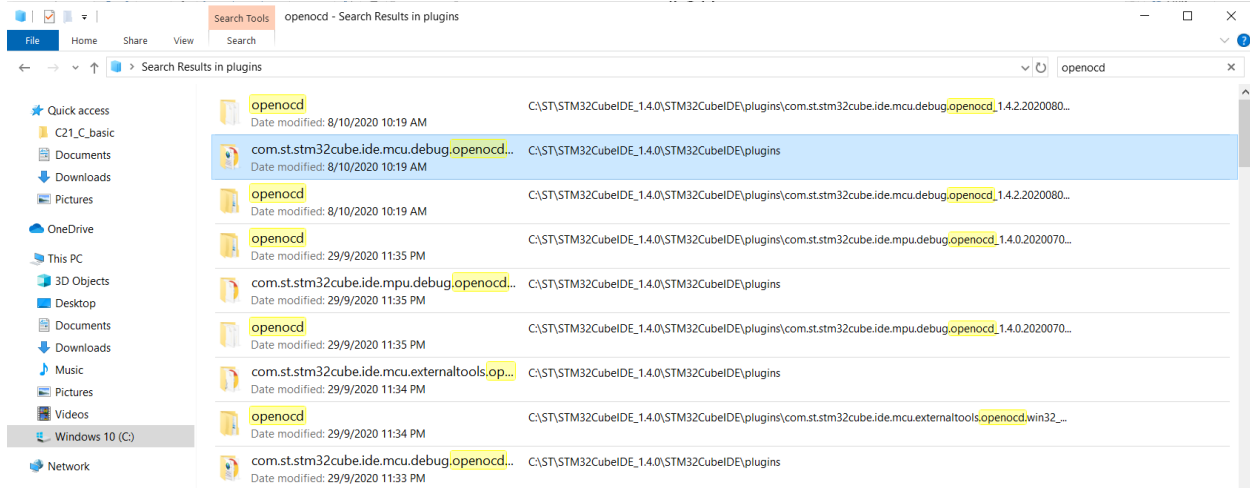 Search Tools
openocd - Search Results in plugins
File
Home
Share
View
Search
Search Results in plugins
openocd
Quick access
C21_C_basic
Documents
Downloads
Pictures
OneDrive
This PC
3D Objects
Desktop
Documents
Downloads
Music
Pictures
Videos
Windows 10 (C:)
Network
openocd
C:\ST\STM32CubeIDE_1.4.0\STM32CubeIDE\plugins\com.st.stm32cube.ide.mcu.debug.openocd_1.4.2.2020080...
Date modified: 8/10/2020 10:19 AM
com.st.stm32cube.ide.mcu.debug.openocd...
C:\ST\STM32CubeIDE_1.4.0\STM32CubeIDE\plugins
Date modified: 8/10/2020 10:19 AM
openocd
C:\ST\STM32CubeIDE_1.4.0\STM32CubeIDE\plugins\com.st.stm32cube.ide.mcu.debug.openocd_1.4.2.2020080...
Date modified: 8/10/2020 10:19 AM
openocd
C:\ST\STM32CubeIDE_1.4.0\STM32CubeIDE\plugins\com.st.stm32cube.ide.mpu.debug.openocd_1.4.0.2020070...
Date modified: 29/9/2020 11:35 PM
com.st.stm32cube.ide.mpu.debug.openocd...
C:\ST\STM32CubeIDE_1.4.0\STM32CubeIDE\plugins
Date modified: 29/9/2020 11:35 PM
openocd
C:\ST\STM32CubeIDE_1.4.0\STM32CubeIDE\plugins\com.st.stm32cube.ide.mpu.debug.openocd_1.4.0.2020070...
Date modified: 29/9/2020 11:35 PM
com.st.stm32cube.ide.mcu.externaltools.op...
C:\ST\STM32CubeIDE_1.4.0\STM32CubeIDE\plugins
Date modified: 29/9/2020 11:34 PM
openocd
C:\ST\STM32CubeIDE_1.4.0\STM32CubeIDE\plugins\com.st.stm32cube.ide.mcu.externaltools.openocd.win32_...
Date modified: 29/9/2020 11:34 PM
com.st.stm32cube.ide.mcu.debug.openocd...
C:\ST\STM32CubeIDE_1.4.0\STM32CubeIDE\plugins
Date modified: 29/9/2020 11:33 PM